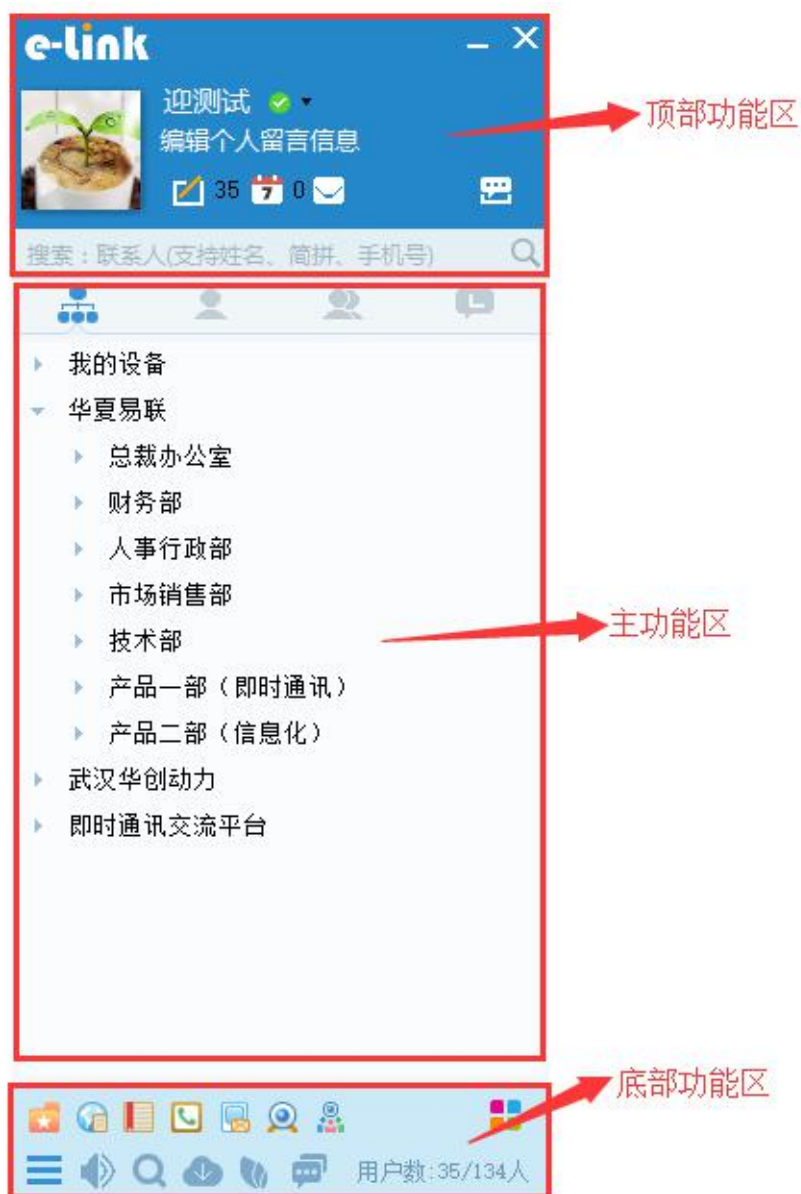 e-link
迎测试
顶部功能区
编辑个人留言信息
35 7 0
搜索：联系人(支持姓名、简拼、手机号)
我的设备
华夏易联
总裁办公室
财务部
人事行政部
市场销售部
主功能区
技术部
产品一部（即时通讯）
产品二部（信息化）
武汉华创动力
即时通讯交流平台
底部功能区
用户数:35/134人